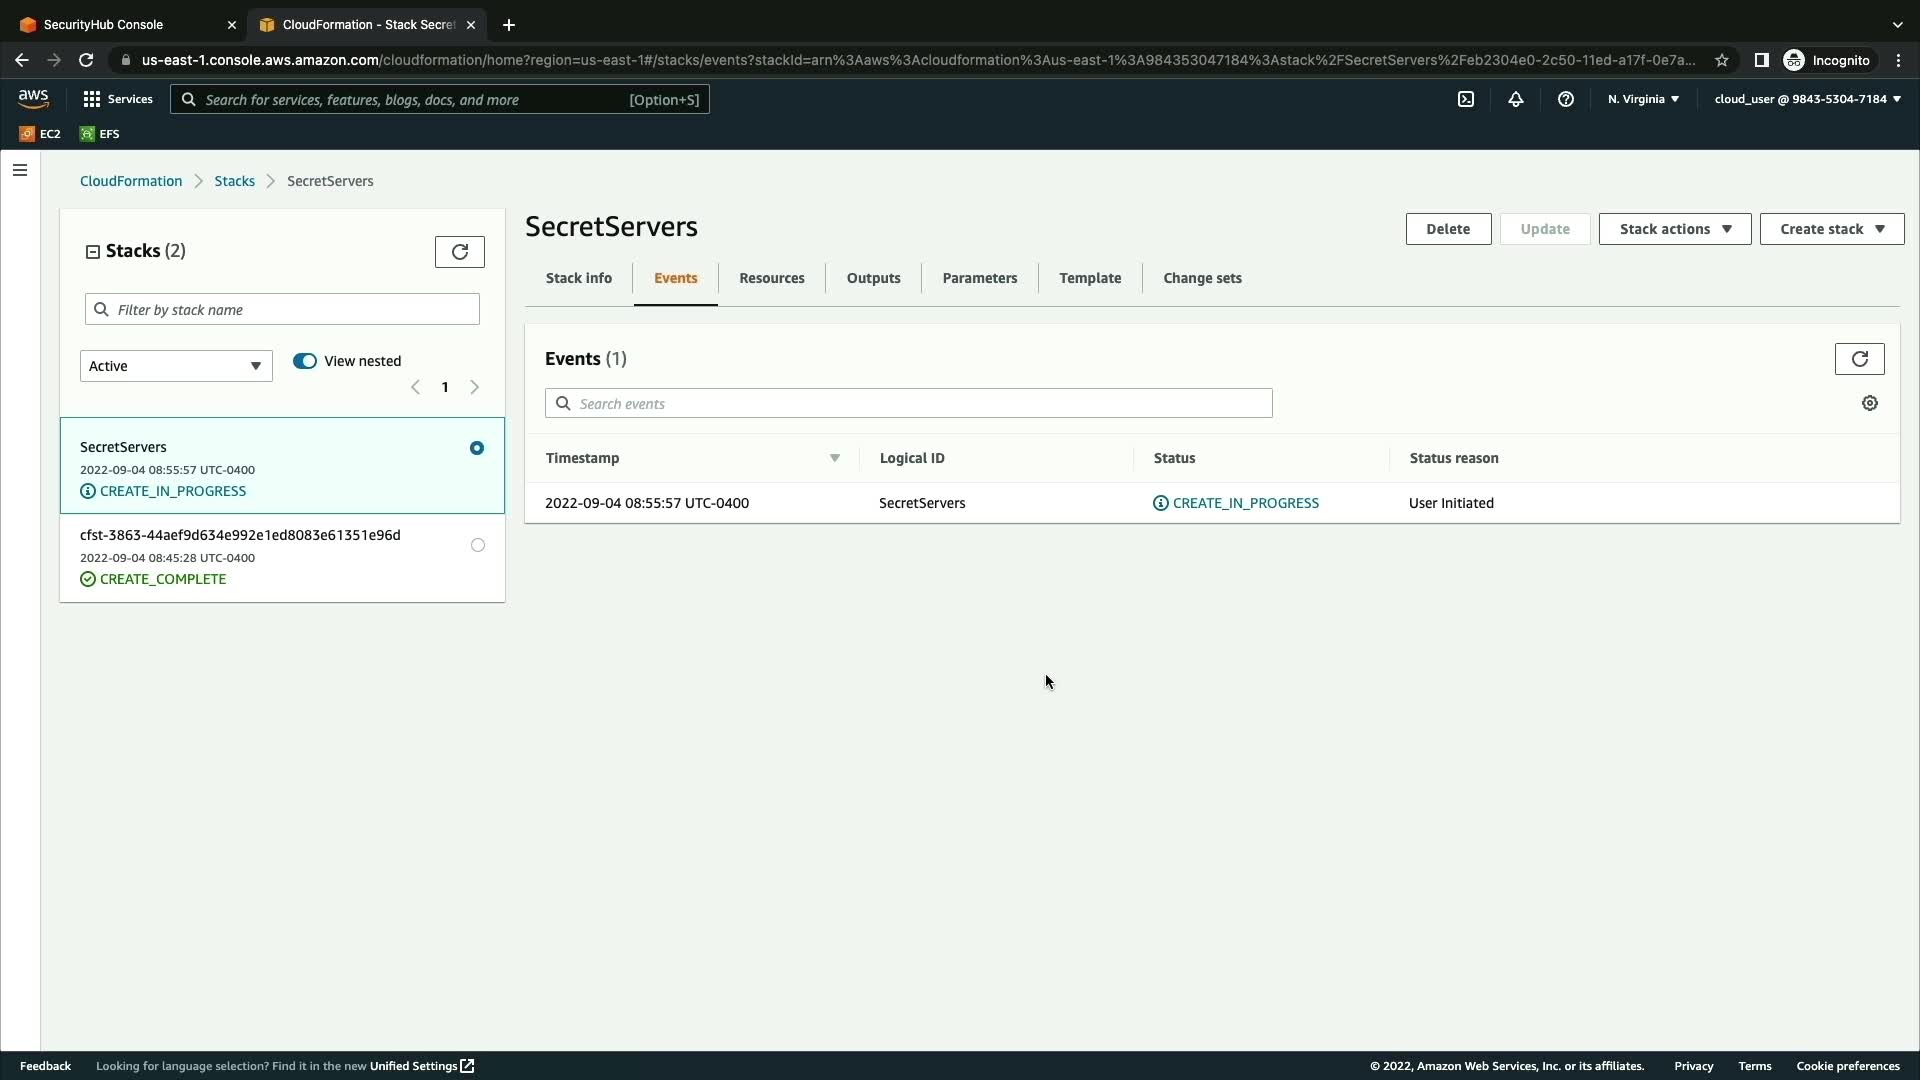 SecurityHub Console
CloudFormation - Stack Secret
us-east-1.console.aws.amazon.com/cloudformation/home?region=us-east-1#/stacks/events?stackId=arn%3Aaws%3Acloudformation%3Aus-east-1%3A984353047184%3Astack%2FSecretServers%2Feb2304e0-2c50-11ed-a17f-0e7a...
Incognito
aws
Services
Search for services, features, blogs, docs, and more
[Option+S]
N. Virginia
cloud_user @ 9843-5304-7184
EC2
EFS
CloudFormation
Stacks
SecretServers
Stacks (2)
Filter by stack name
Active
View nested
1
SecretServers
2022-09-04 08:55:57 UTC-0400
CREATE_IN_PROGRESS
cfst-3863-44aef9d634e992e1ed8083e61351e96d
2022-09-04 08:45:28 UTC-0400
CREATE_COMPLETE
SecretServers
Delete
Update
Stack actions
Create stack
Stack info
Events
Resources
Outputs
Parameters
Template
Change sets
Events (1)
Search events
Timestamp
Logical ID
Status
Status reason
2022-09-04 08:55:57 UTC-0400
SecretServers
CREATE_IN_PROGRESS
User Initiated
Feedback
Looking for language selection? Find it in the new Unified Settings
© 2022, Amazon Web Services, Inc. or its affiliates.
Privacy
Terms
Cookie preferences